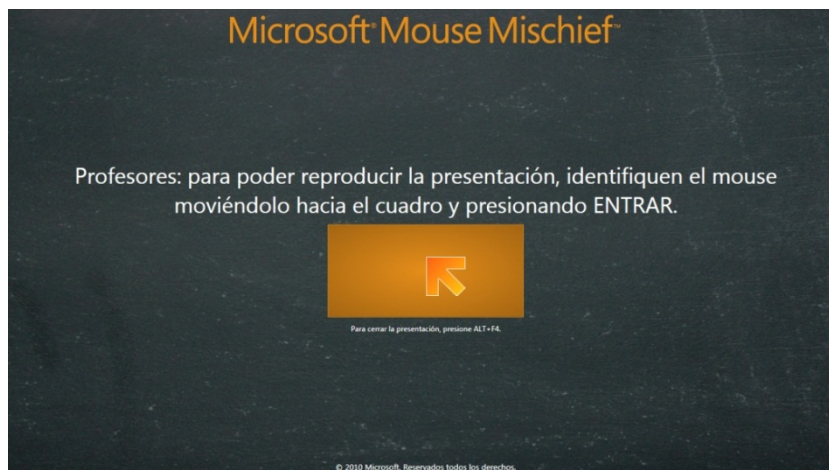 Microsoft® Mouse Mischief™
Profesores: para poder reproducir la presentación, identifiquen el mouse
moviéndolo hacia el cuadro y presionando ENTRAR.
Para cerrar la presentación, presione ALT+F4.
© 2010 Microsoft. Reservados todos los derechos.